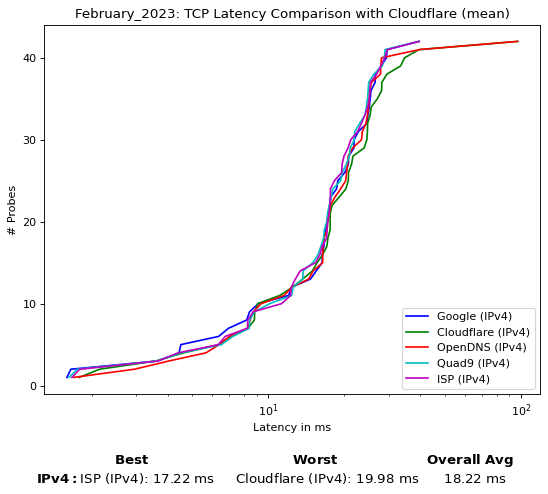 February_2023: TCP Latency Comparison with Cloudflare (mean)
# Probes
40
30
20
10
0
Google (IPv4)
Cloudflare (IPv4)
OpenDNS (IPv4)
Quad9 (IPv4)
ISP (IPv4)
10¹
10²
Latency in ms
Best Worst Overall Avg
IPv4: ISP (IPv4): 17.22 ms Cloudflare (IPv4): 19.98 ms 18.22 ms